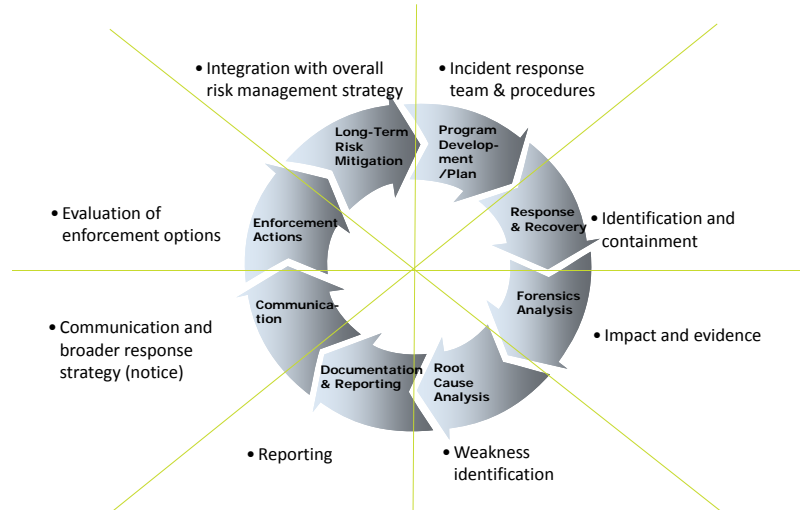 • Integration with overall
risk management strategy
• Incident response
team & procedures
Long-Term
Risk
Mitigation
Program
Develop-
ment
/Plan
• Evaluation of
enforcement options
Enforcement
Actions
Response
& Recovery
• Identification and
containment
Communica-
tion
Forensics
Analysis
• Communication and
broader response
strategy (notice)
• Impact and evidence
Documentation
& Reporting
Root
Cause
Analysis
• Reporting
• Weakness
identification